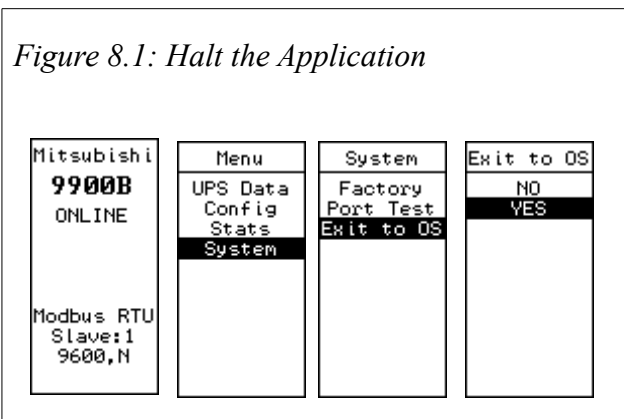 Figure 8.1: Halt the Application
Mitsubishi
9900B
ONLINE
Modbus RTU
Slave:1
9600,N
Menu
UPS Data
Config
Stats
System
System
Factory
Port Test
Exit to OS
Exit to OS
NO
YES